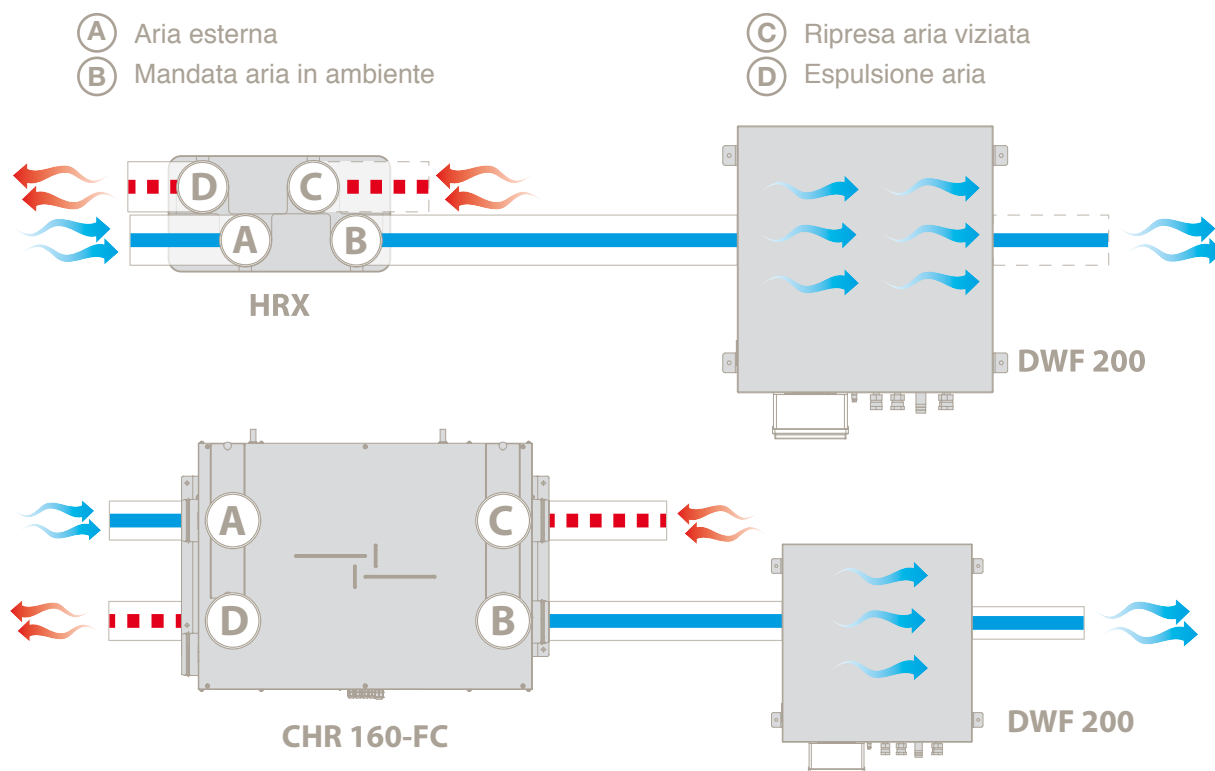 A Aria esterna
B Mandata aria in ambiente
C Ripresa aria viziata
D Espulsione aria
D C
A B
HRX
DWF 200
A C
D B
CHR 160-FC
DWF 200